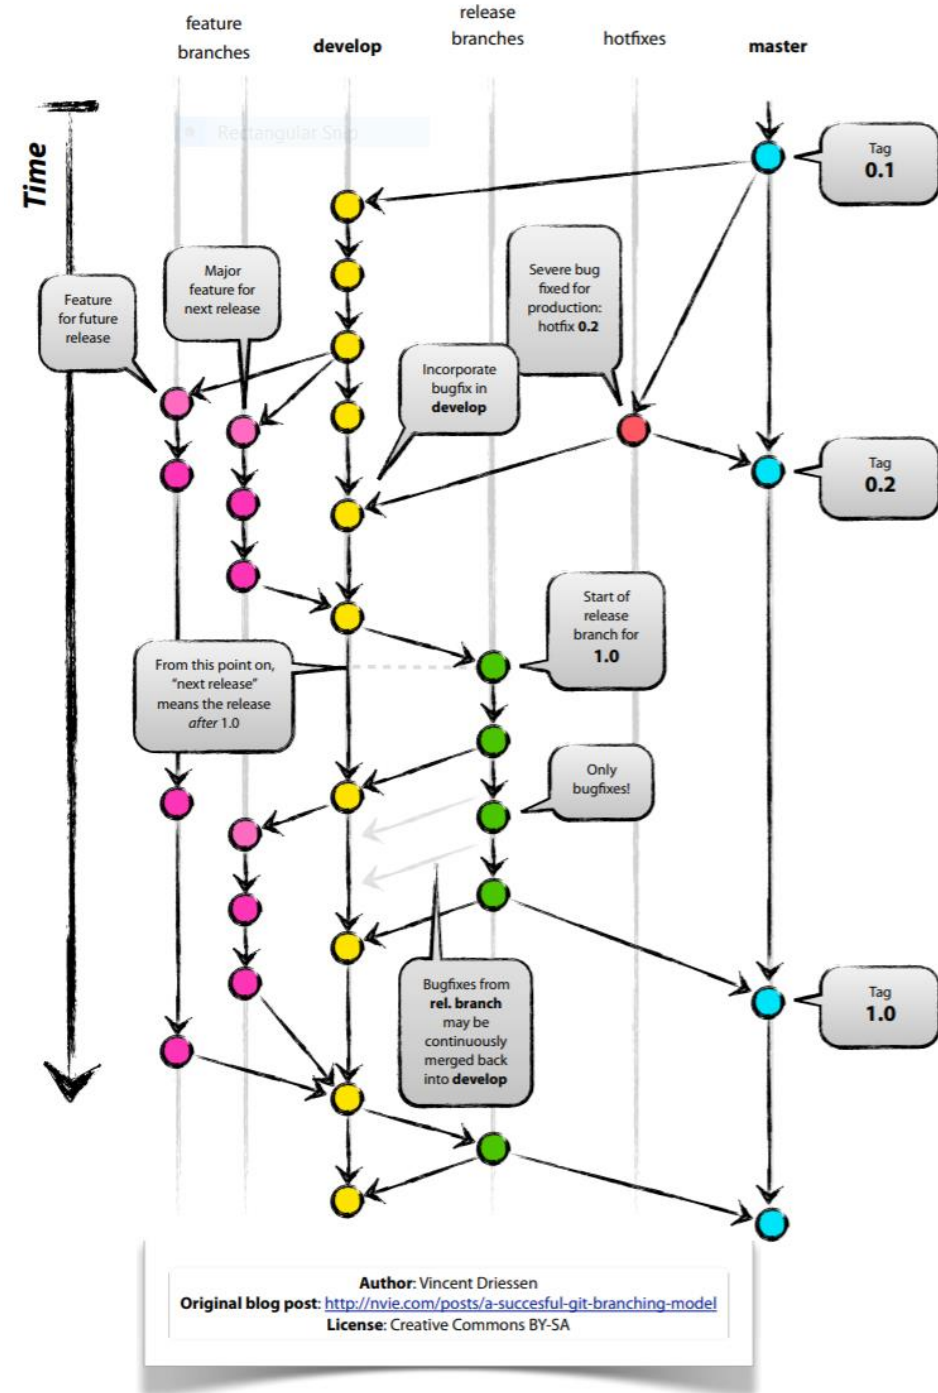 feature
branches
develop
release
branches
hotfixes
master
Time
Rectangular Snip
Tag
0.1
Major
feature for
next release
Feature
for future
release
Severe bug
fixed for
production:
hotfix 0.2
Incorporate
bugfix in
develop
Tag
0.2
Start of
release
branch for
1.0
From this point on,
“next release”
means the release
after 1.0
Only
bugfixes!
Bugfixes from
rel. branch
may be
continuously
merged back
into develop
Tag
1.0
Author: Vincent Driessen
Original blog post: http://nvie.com/posts/a-succesful-git-branching-model
License: Creative Commons BY-SA